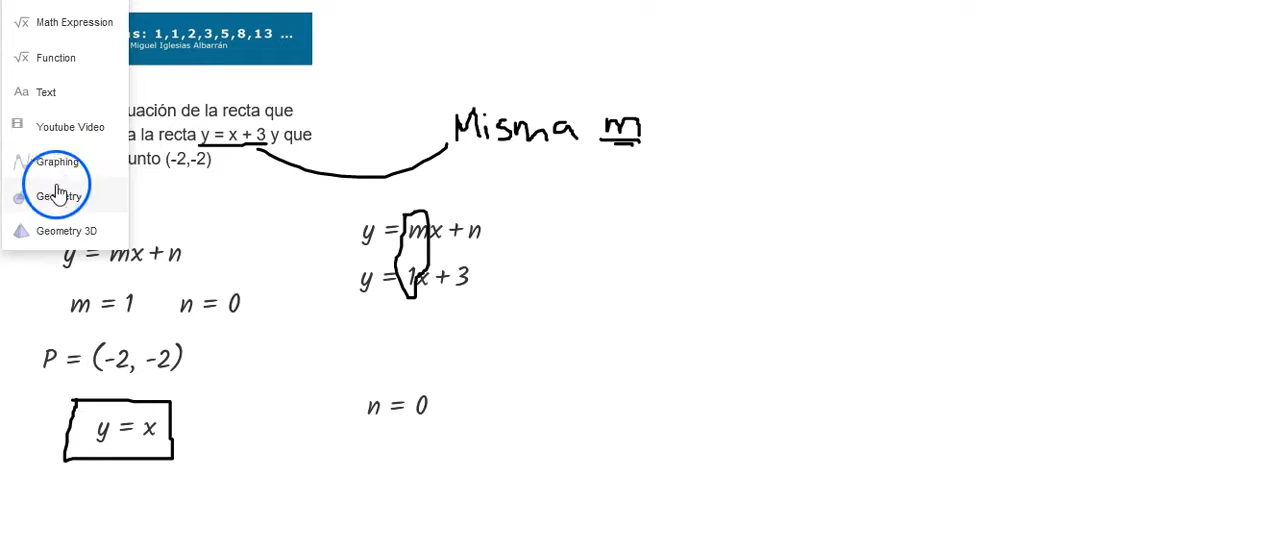 Math Expression
Function
Text
Youtube Video
Graphing
Geometry
Geometry 3D
s: 1,1,2,3,5,8,13 ...
Miguel Iglesias Albarrán
uación de la recta que
a la recta y = x + 3 y que
unto (-2,-2)
Misma m
y = mx + n
m = 1 n = 0
P = (-2, -2)
y = x
y = mx + n
y = 1x + 3
n = 0